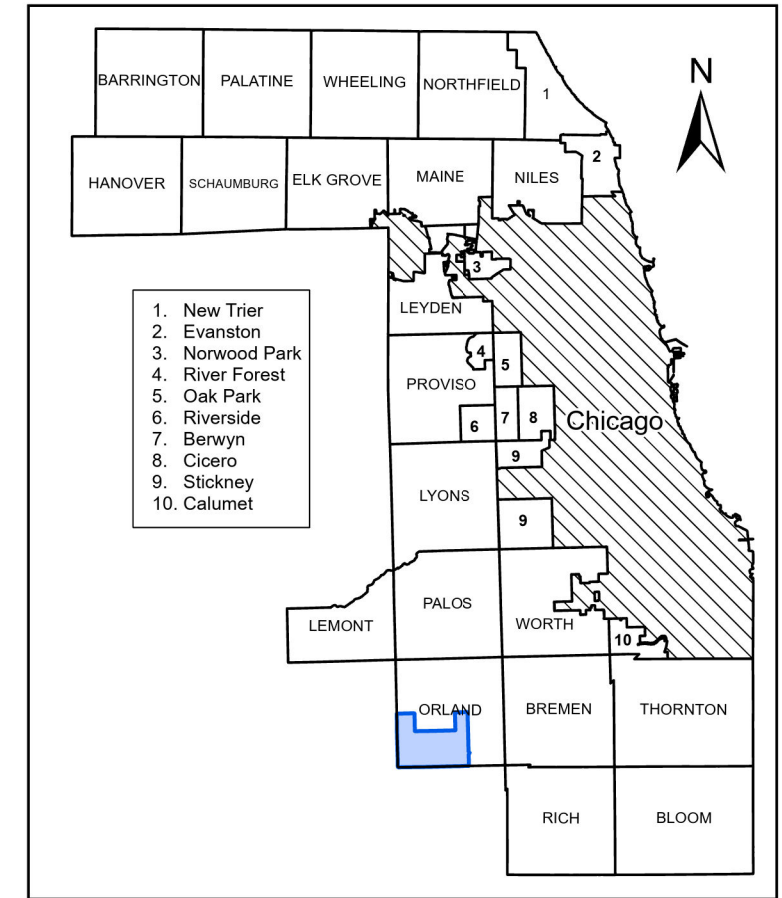 N
BARRINGTON
PALATINE
WHEELING
NORTHFIELD
1
2
HANOVER
SCHAUMBURG
ELK GROVE
MAINE
NILES
3
LEYDEN
1. New Trier
2. Evanston
3. Norwood Park
4. River Forest
5. Oak Park
6. Riverside
7. Berwyn
8. Cicero
9. Stickney
10. Calumet
4
5
PROVISO
6
7
8
Chicago
9
LYONS
9
PALOS
LEMONT
WORTH
10
ORLAND
BREMEN
THORNTON
RICH
BLOOM